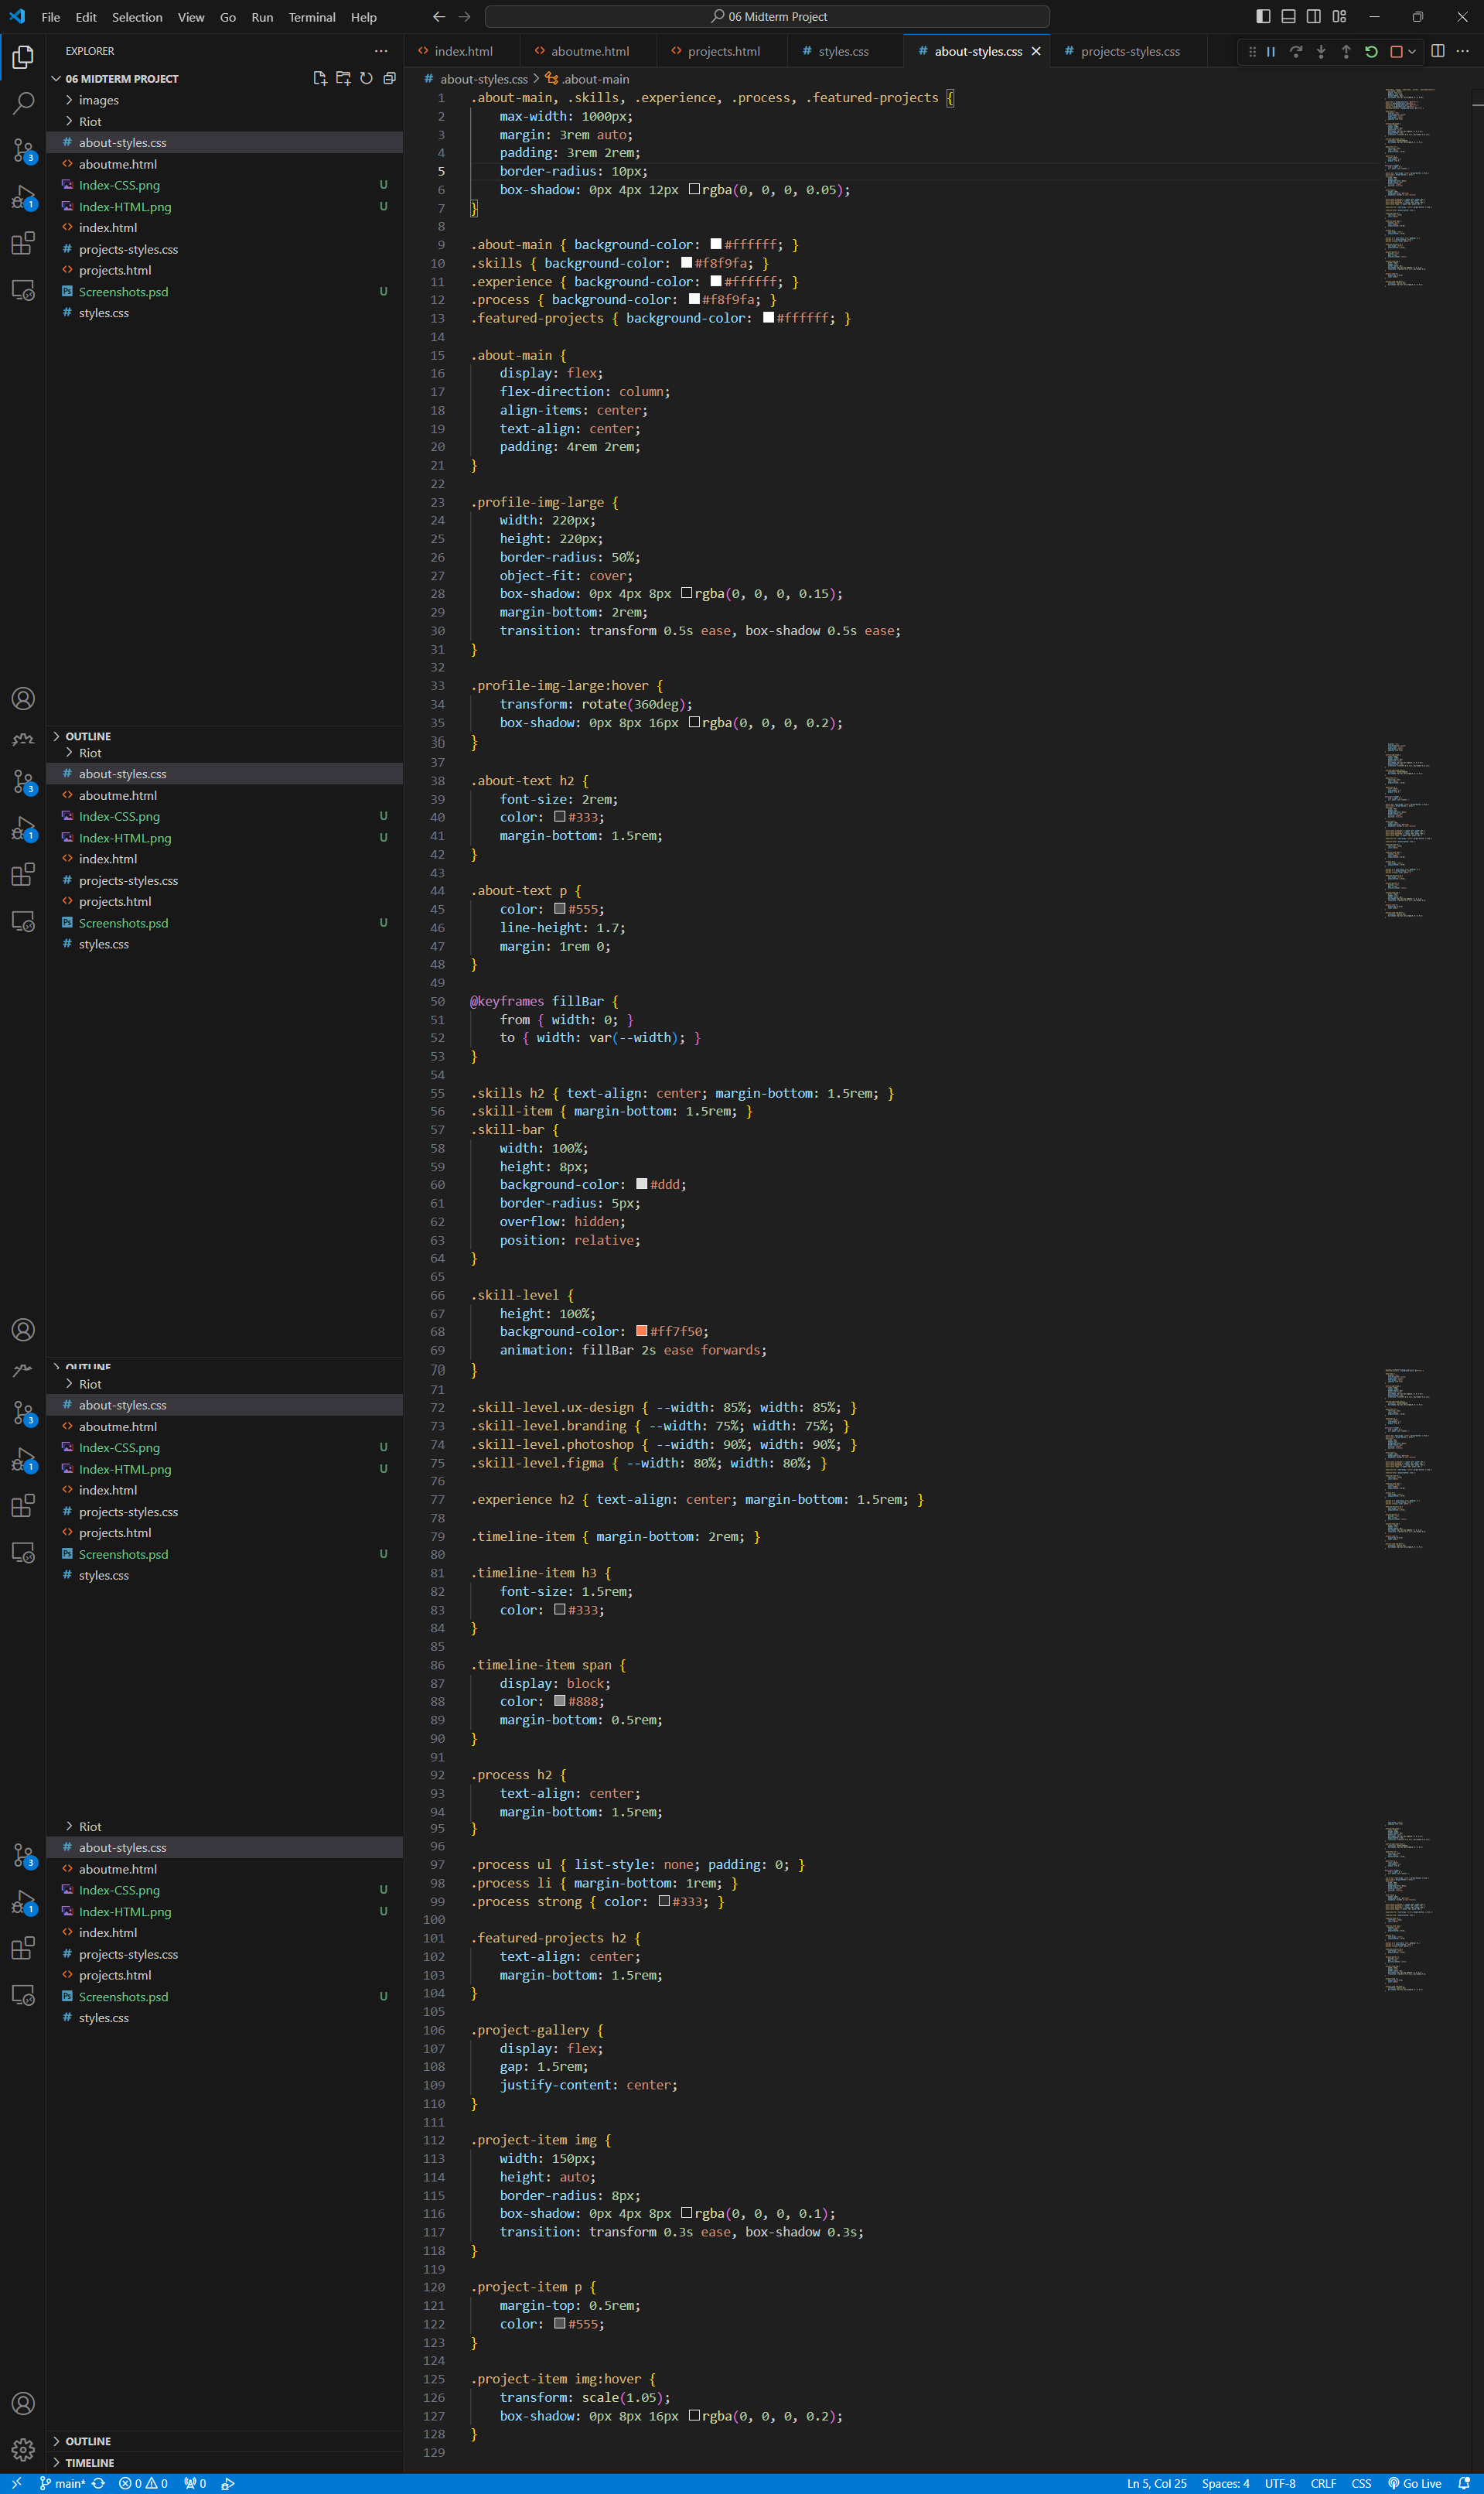 File Edit Selection View Go Run Terminal Help
06 Midterm Project
EXPLORER
06 MIDTERM PROJECT
images
Riot
about-styles.css
aboutme.html
Index-CSS.png U
Index-HTML.png U
index.html
projects-styles.css
projects.html
Screenshots.psd U
styles.css
3
1
OUTLINE
Riot
about-styles.css
aboutme.html
Index-CSS.png U
Index-HTML.png U
index.html
projects-styles.css
projects.html
Screenshots.psd U
styles.css
3
1
OUTLINE
Riot
about-styles.css
aboutme.html
Index-CSS.png U
Index-HTML.png U
index.html
projects-styles.css
projects.html
Screenshots.psd U
styles.css
3
1
Riot
about-styles.css
aboutme.html
Index-CSS.png U
Index-HTML.png U
index.html
projects-styles.css
projects.html
Screenshots.psd U
styles.css
3
1
OUTLINE
TIMELINE
index.html aboutme.html projects.html styles.css about-styles.css projects-styles.css
about-styles.css > .about-main
1 .about-main, .skills, .experience, .process, .featured-projects {
2 max-width: 1000px;
3 margin: 3rem auto;
4 padding: 3rem 2rem;
5 border-radius: 10px;
6 box-shadow: 0px 4px 12px rgba(0, 0, 0, 0.05);
7 }
8
9 .about-main { background-color: #ffffff; }
10 .skills { background-color: #f8f9fa; }
11 .experience { background-color: #ffffff; }
12 .process { background-color: #f8f9fa; }
13 .featured-projects { background-color: #ffffff; }
14
15 .about-main {
16 display: flex;
17 flex-direction: column;
18 align-items: center;
19 text-align: center;
20 padding: 4rem 2rem;
21 }
22
23 .profile-img-large {
24 width: 220px;
25 height: 220px;
26 border-radius: 50%;
27 object-fit: cover;
28 box-shadow: 0px 4px 8px rgba(0, 0, 0, 0.15);
29 margin-bottom: 2rem;
30 transition: transform 0.5s ease, box-shadow 0.5s ease;
31 }
32
33 .profile-img-large:hover {
34 transform: rotate(360deg);
35 box-shadow: 0px 8px 16px rgba(0, 0, 0, 0.2);
36 }
37
38 .about-text h2 {
39 font-size: 2rem;
40 color: #333;
41 margin-bottom: 1.5rem;
42 }
43
44 .about-text p {
45 color: #555;
46 line-height: 1.7;
47 margin: 1rem 0;
48 }
49
50 @keyframes fillBar {
51 from { width: 0; }
52 to { width: var(--width); }
53 }
54
55 .skills h2 { text-align: center; margin-bottom: 1.5rem; }
56 .skill-item { margin-bottom: 1.5rem; }
57 .skill-bar {
58 width: 100%;
59 height: 8px;
60 background-color: #ddd;
61 border-radius: 5px;
62 overflow: hidden;
63 position: relative;
64 }
65
66 .skill-level {
67 height: 100%;
68 background-color: #ff7f50;
69 animation: fillBar 2s ease forwards;
70 }
71
72 .skill-level.ux-design { --width: 85%; width: 85%; }
73 .skill-level.branding { --width: 75%; width: 75%; }
74 .skill-level.photoshop { --width: 90%; width: 90%; }
75 .skill-level.figma { --width: 80%; width: 80%; }
76
77 .experience h2 { text-align: center; margin-bottom: 1.5rem; }
78
79 .timeline-item { margin-bottom: 2rem; }
80
81 .timeline-item h3 {
82 font-size: 1.5rem;
83 color: #333;
84 }
85
86 .timeline-item span {
87 display: block;
88 color: #888;
89 margin-bottom: 0.5rem;
90 }
91
92 .process h2 {
93 text-align: center;
94 margin-bottom: 1.5rem;
95 }
96
97 .process ul { list-style: none; padding: 0; }
98 .process li { margin-bottom: 1rem; }
99 .process strong { color: #333; }
100
101 .featured-projects h2 {
102 text-align: center;
103 margin-bottom: 1.5rem;
104 }
105
106 .project-gallery {
107 display: flex;
108 gap: 1.5rem;
109 justify-content: center;
110 }
111
112 .project-item img {
113 width: 150px;
114 height: auto;
115 border-radius: 8px;
116 box-shadow: 0px 4px 8px rgba(0, 0, 0, 0.1);
117 transition: transform 0.3s ease, box-shadow 0.3s;
118 }
119
120 .project-item p {
121 margin-top: 0.5rem;
122 color: #555;
123 }
124
125 .project-item img:hover {
126 transform: scale(1.05);
127 box-shadow: 0px 8px 16px rgba(0, 0, 0, 0.2);
128 }
129
main* 0 0 0 Ln 5, Col 25 Spaces: 4 UTF-8 CRLF CSS Go Live